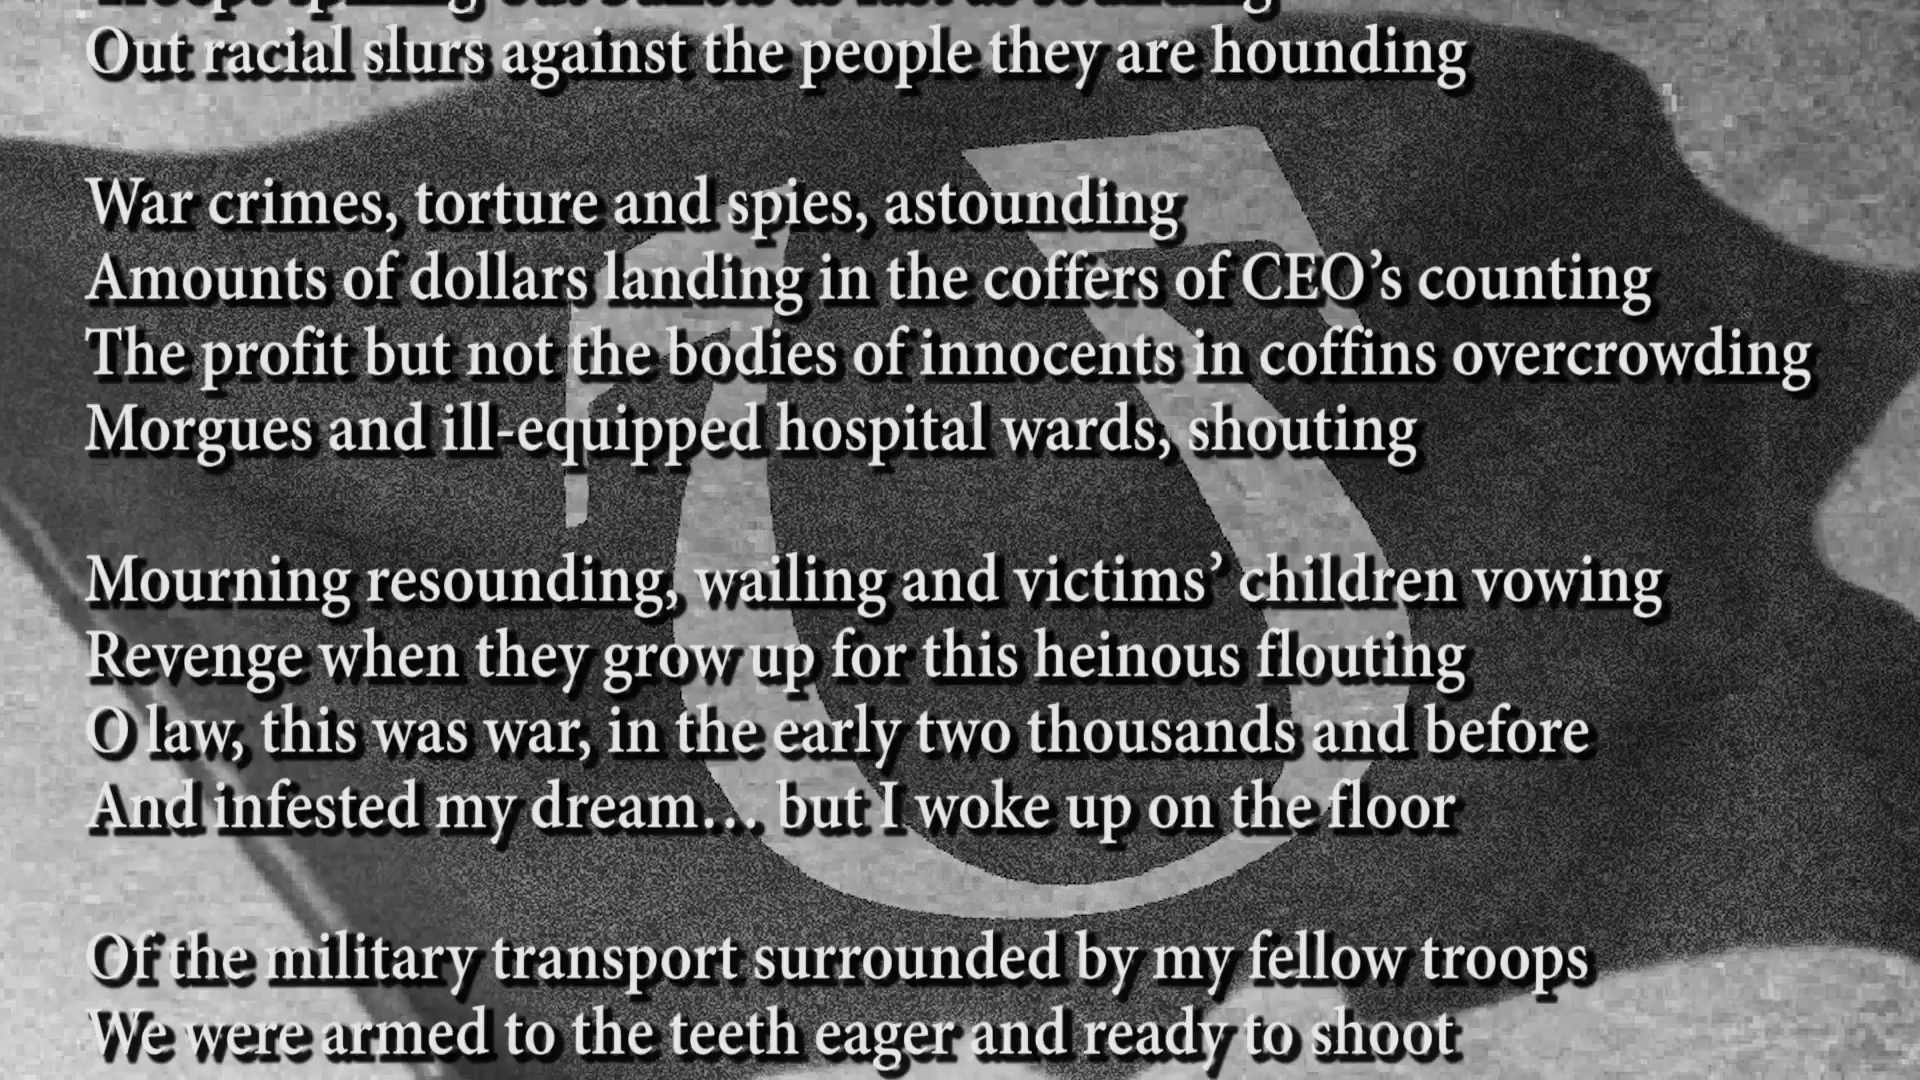 Out racial slurs against the people they are hounding
War crimes, torture and spies, astounding
Amounts of dollars landing in the coffers of CEO’s counting
The profit but not the bodies of innocents in coffins overcrowding
Morgues and ill-equipped hospital wards, shouting
Mourning resounding, wailing and victims’ children vowing
Revenge when they grow up for this heinous flouting
O law, this was war, in the early two thousands and before
And infested my dream… but I woke up on the floor
Of the military transport surrounded by my fellow troops
We were armed to the teeth eager and ready to shoot